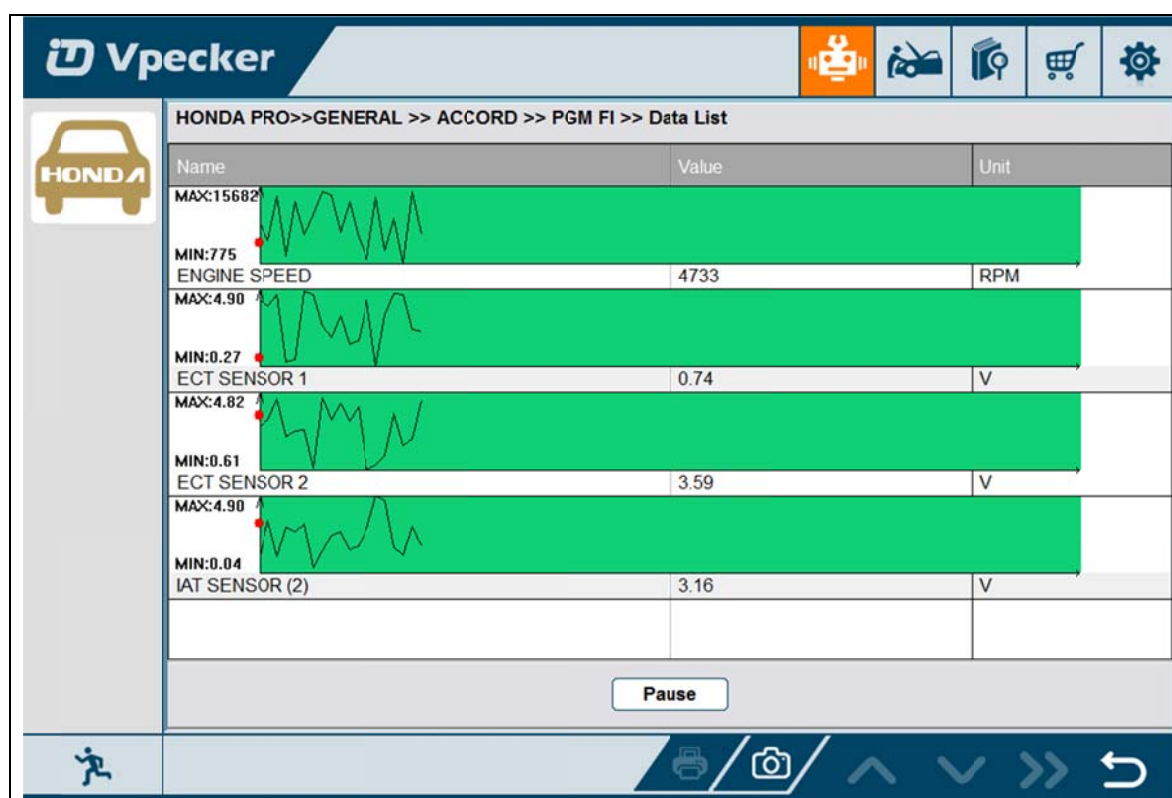 Vpecker
HONDA PRO>>GENERAL >> ACCORD >> PGM FI >> Data List
HONDA
Name Value Unit
MAX:15682
MIN:775
ENGINE SPEED 4733 RPM
MAX:4.90
MIN:0.27
ECT SENSOR 1 0.74 V
MAX:4.82
MIN:0.61
ECT SENSOR 2 3.59 V
MAX:4.90
MIN:0.04
IAT SENSOR (2) 3.16 V
Pause